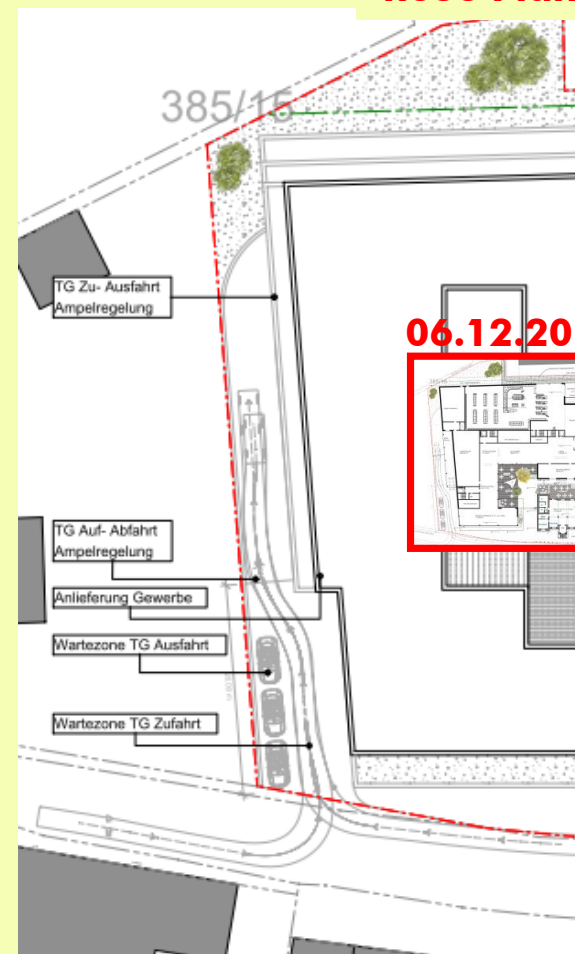 385/15
TG Zu- Ausfahrt
Ampelregelung
06.12.20
TG Auf- Abfahrt
Ampelregelung
Anlieferung Gewerbe
Wartezone TG Ausfahrt
Wartezone TG Zufahrt